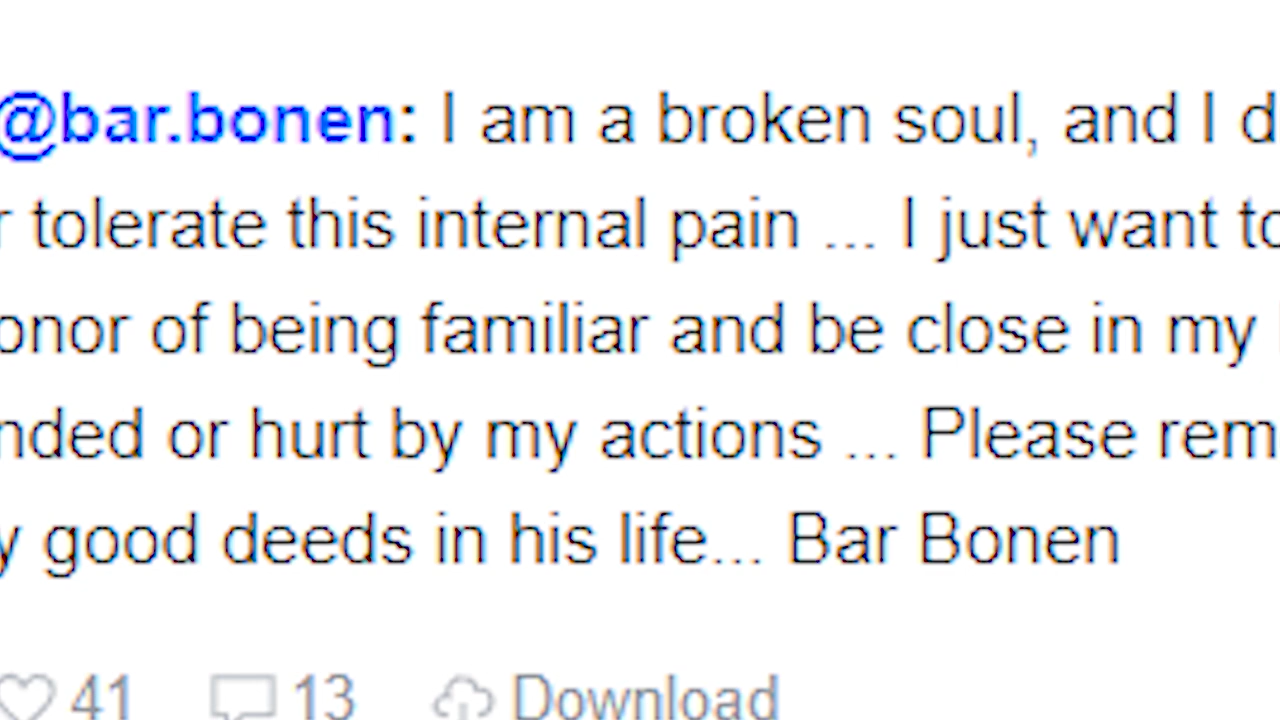 @bar.bonen: I am a broken soul, and I
tolerate this internal pain ... I just want to
of being familiar and be close in my
or hurt by my actions ... Please
good deeds in his life... Bar Bonen
41 13 Download